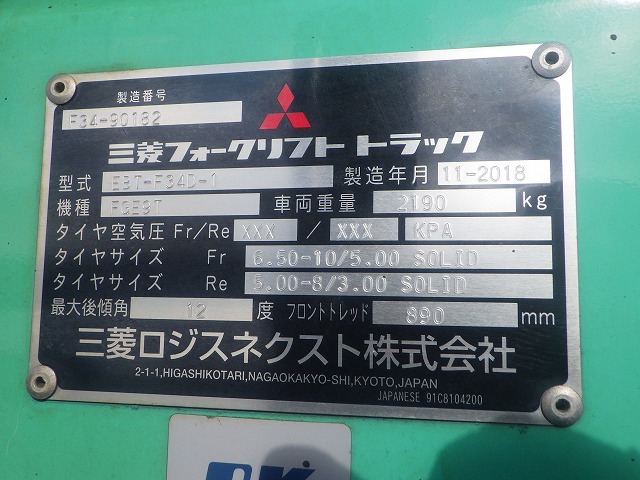 製造番号
F34-90182
三菱フォークリフト トラック
型式 EBT-F34D-1 製造年月 11-2018
機種 FGE9T 車両重量 2190 kg
タイヤ空気圧 Fr/Re XXX / XXX KPA
タイヤサイズ Fr 6.50-10/5.00 SOLID
タイヤサイズ Re 5.00-8/3.00 SOLID
最大後傾角 12 度 フロントトレッド 890 mm
三菱ロジスネクスト株式会社
2-1-1,HIGASHIKOTARI,NAGAOKAKYO-SHI,KYOTO,JAPAN
JAPANESE 91C8104200